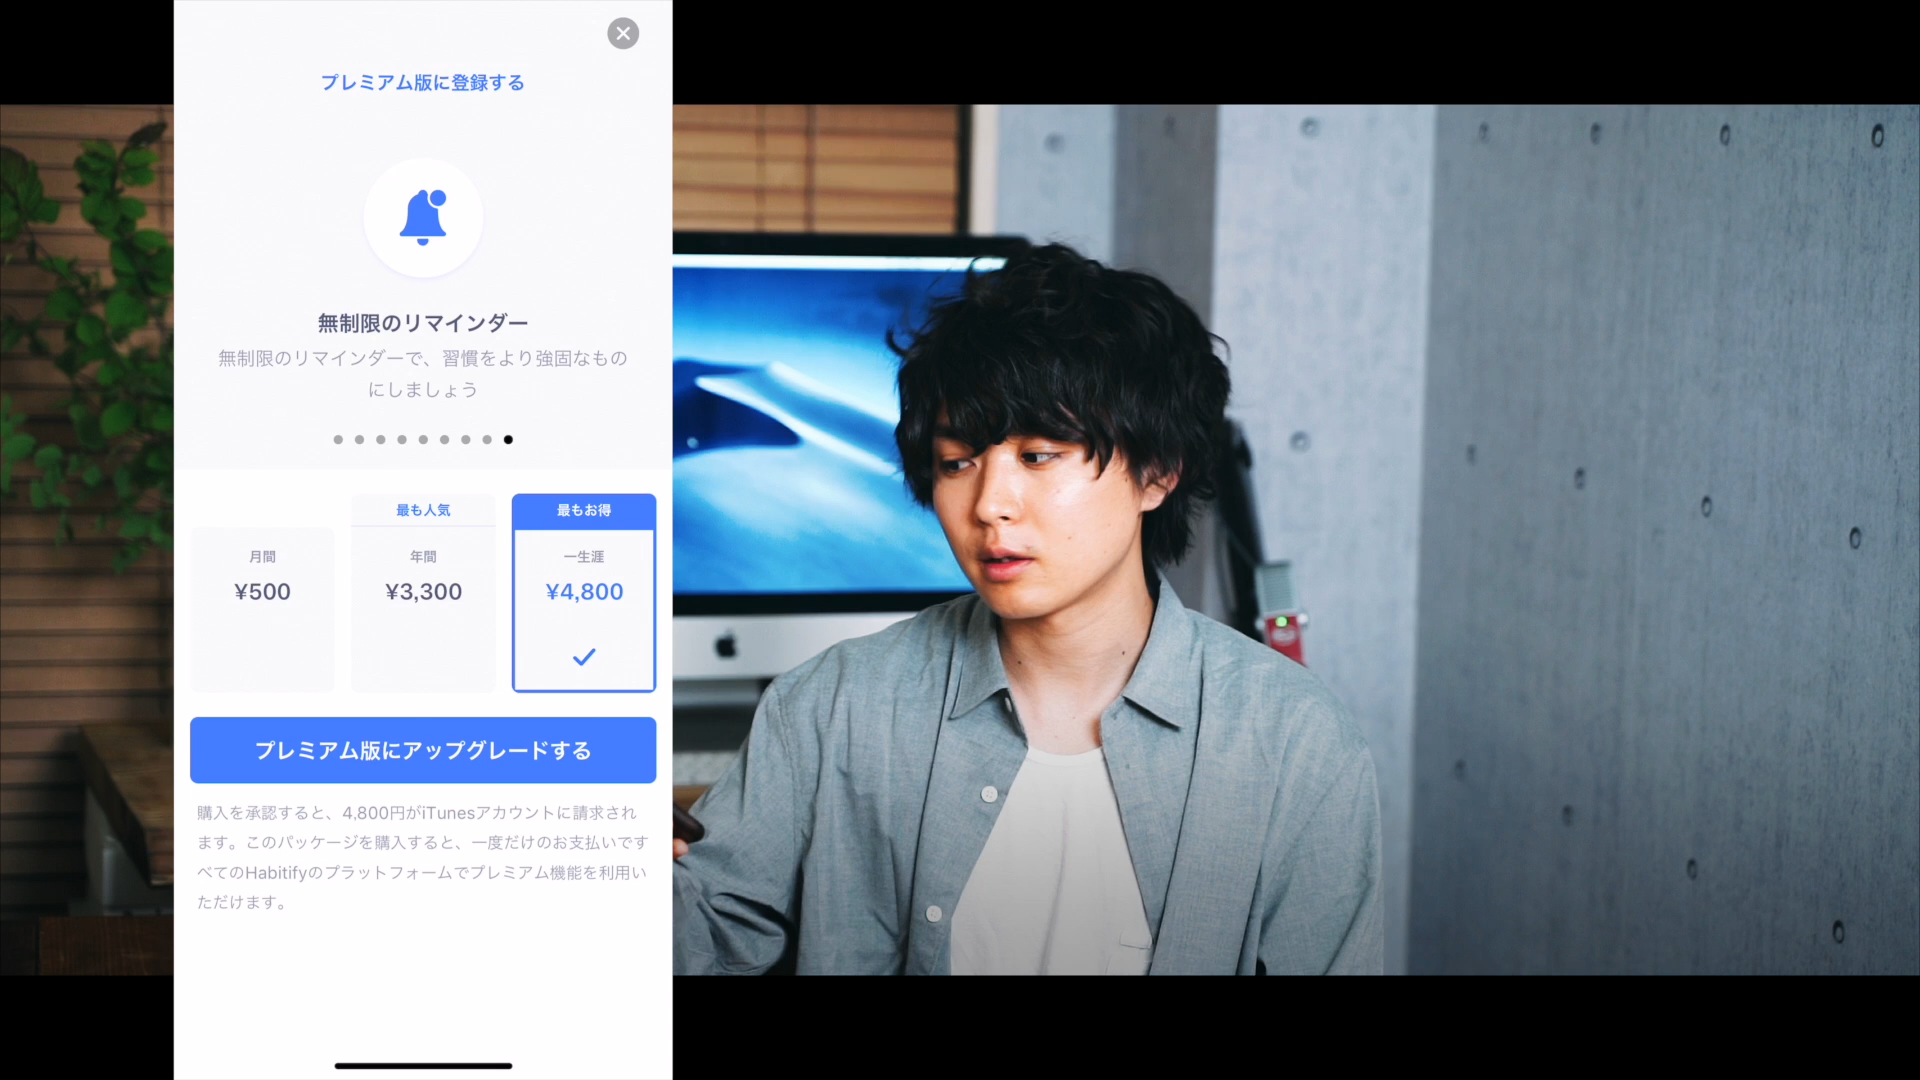 プレミアム版に登録する
無制限のリマインダー
無制限のリマインダーで、習慣をより強固なもの
にしましょう
最も人気
最もお得
月間
年間
一生涯
¥500
¥3,300
¥4,800
プレミアム版にアップグレードする
購入を承認すると、4,800円がiTunesアカウントに請求され
ます。このパッケージを購入すると、一度だけのお支払いです
べてのHabitifyのプラットフォームでプレミアム機能を利用い
ただけます。